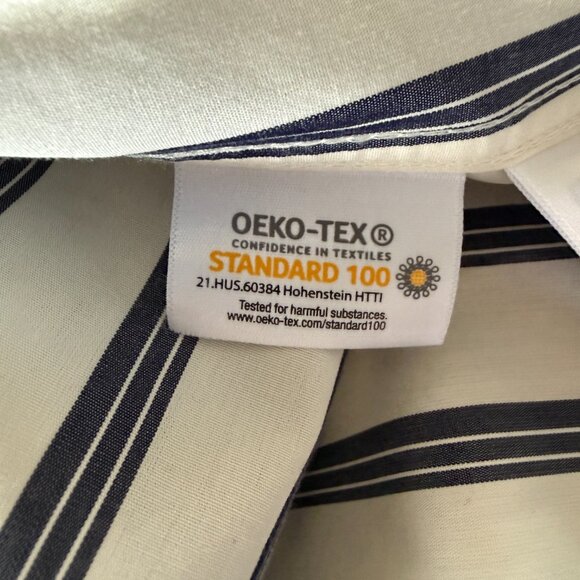 OEKO-TEX®
CONFIDENCE IN TEXTILES
STANDARD 100
21.HUS.60384 Hohenstein HTTI
Tested for harmful substances.
www.oeko-tex.com/standard100